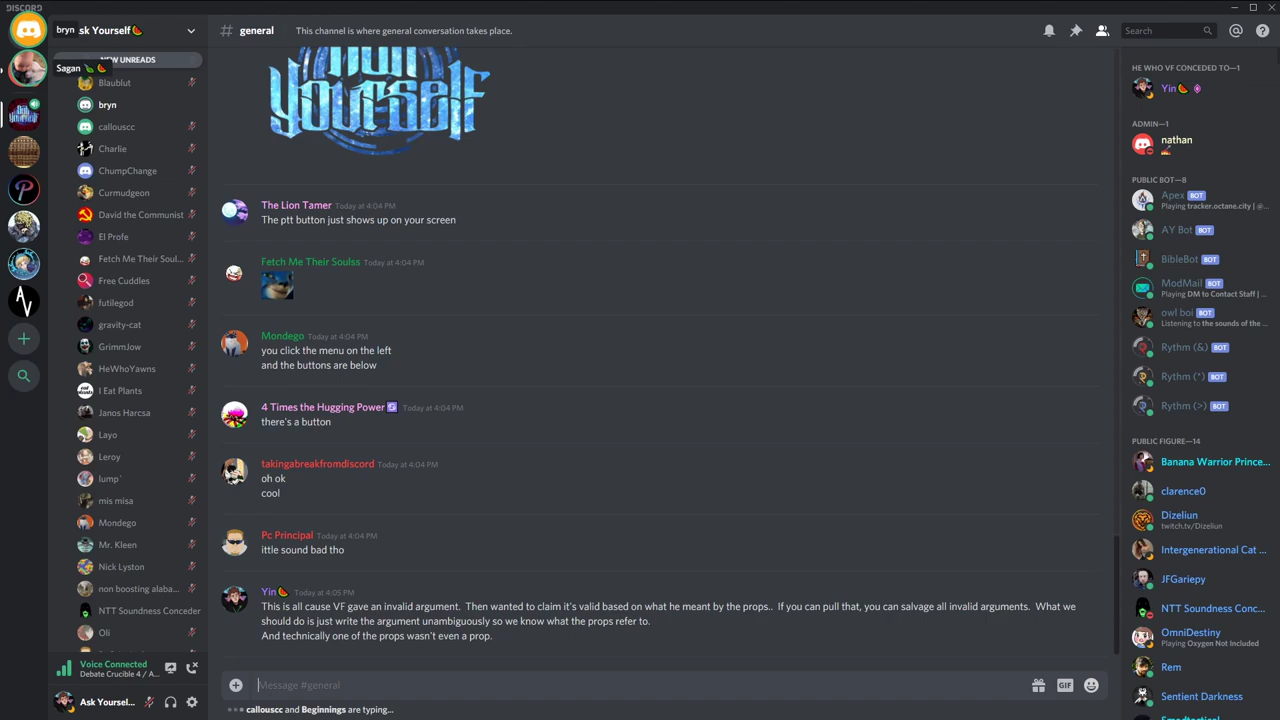 DISCORD
bryn
sk Yourself
Sagan
NEW UNREADS
Blaublut
bryn
callouscc
Charlie
ChumpChange
Curmudgeon
David the Communist
El Profe
Fetch Me Their Soul...
Free Cuddles
futilegod
gravity-cat
GrimmJow
HeWhoYawns
I Eat Plants
Janos Harcsa
Layo
Leroy
lump`
mis misa
Mondego
Mr. Kleen
Nick Lyston
non boosting alaba...
NTT Soundness Conceder
Oli
Voice Connected
Debate Crucible 4 / A...
Ask Yoursel...
# general
This channel is where general conversation takes place.
Search
Yourself
The Lion Tamer Today at 4:04 PM
The ptt button just shows up on your screen
Fetch Me Their Soulss Today at 4:04 PM
Mondego Today at 4:04 PM
you click the menu on the left
and the buttons are below
4 Times the Hugging Power Today at 4:04 PM
there's a button
takingabreakfromdiscord Today at 4:04 PM
oh ok
cool
Pc Principal Today at 4:04 PM
ittle sound bad tho
Yin Today at 4:05 PM
This is all cause VF gave an invalid argument. Then wanted to claim it's valid based on what he meant by the props.. If you can pull that, you can salvage all invalid arguments. What we
should do is just write the argument unambiguously so we know what the props refer to.
And technically one of the props wasn't even a prop.
Message #general
GIF
callouscc and Beginnings are typing...
HE WHO VF CONCEDED TO—1
Yin
ADMIN—1
nathan
PUBLIC BOT—8
Apex BOT
Playing tracker.octane.city | @...
AY Bot BOT
BibleBot BOT
ModMail BOT
Playing DM to Contact Staff | ...
owl boi BOT
Listening to the sounds of the ...
Rythm (&) BOT
Rythm (*) BOT
Rythm (>) BOT
PUBLIC FIGURE—14
Banana Warrior Prince...
clarence0
Dizeliun
twitch.tv/Dizeliun
Intergenerational Cat ...
JFGariepy
NTT Soundness Conc...
OmniDestiny
Playing Oxygen Not Included
Rem
Sentient Darkness